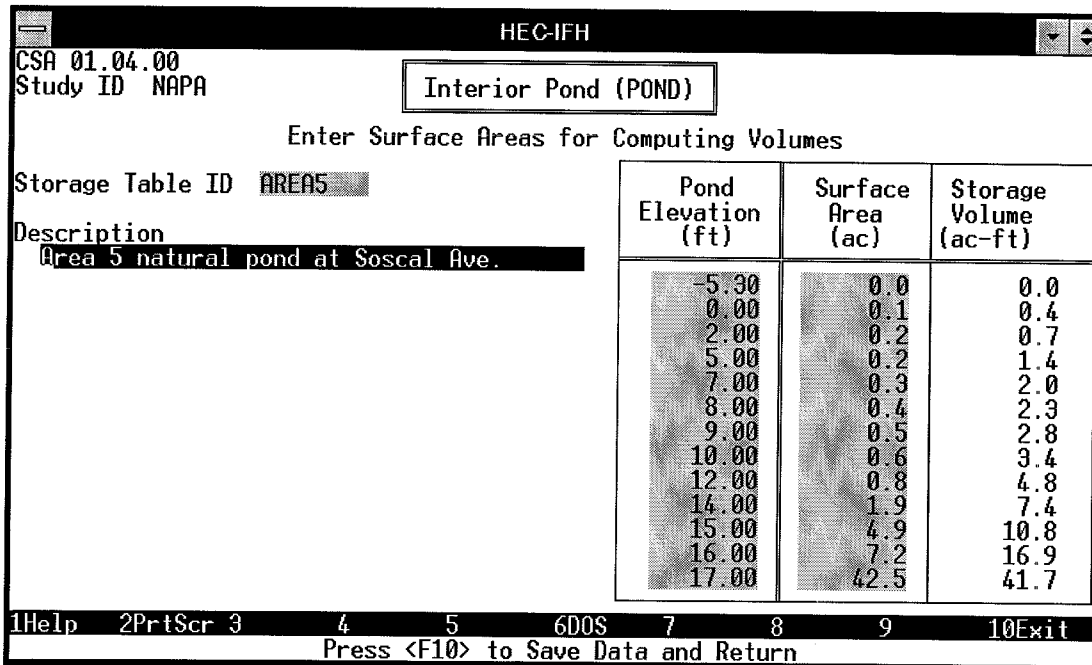 HEC-IFH
CSA 01.04.00
Study ID NAPA
Interior Pond (POND)
Enter Surface Areas for Computing Volumes
Storage Table ID AREA5
Description
Area 5 natural pond at Soscal Ave.
Pond Elevation (ft) Surface Area (ac) Storage Volume (ac-ft)
-5.30 0.0 0.0
0.00 0.1 0.4
2.00 0.2 0.7
5.00 0.2 1.4
7.00 0.3 2.0
8.00 0.4 2.3
9.00 0.5 2.8
10.00 0.6 3.4
12.00 0.8 4.8
14.00 1.9 7.4
15.00 4.9 10.8
16.00 7.2 16.9
17.00 42.5 41.7
1Help 2PrtScr 3 4 5 6DOS 7 8 9 10Exit
Press <F10> to Save Data and Return